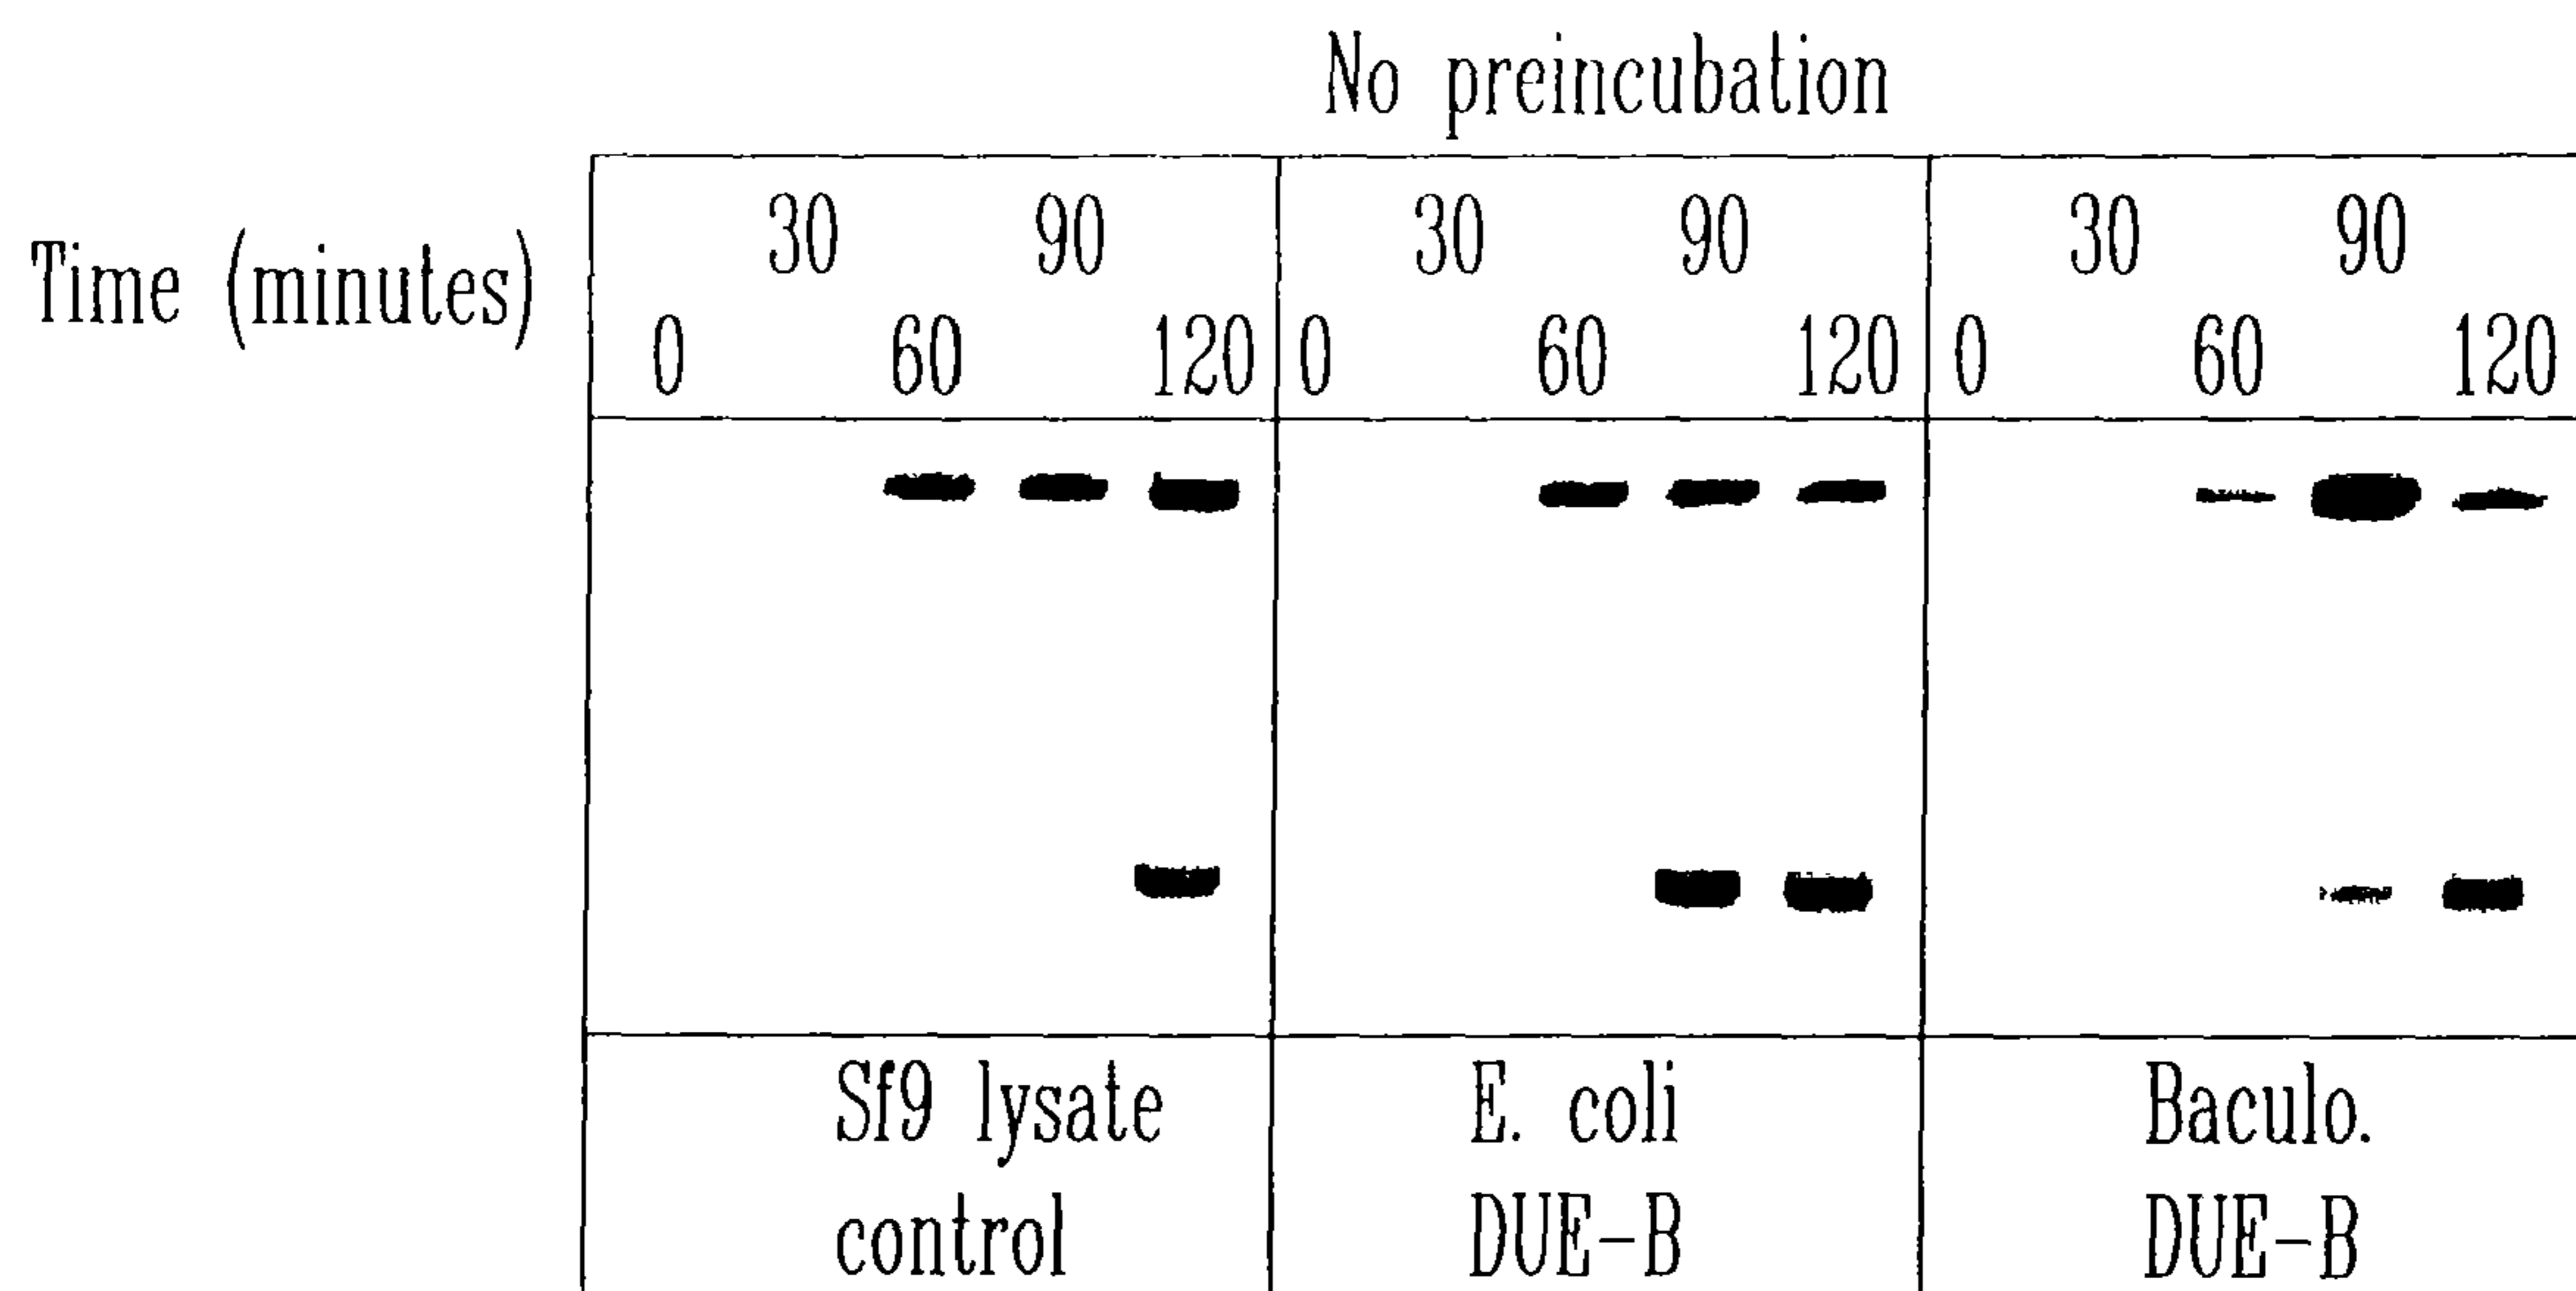 No preincubation
30 90 30 90 30 90
Time (minutes)
0 60 120 0 60 120 0 60 120
Sf9 lysate E. coli Baculo.
control DUE-B DUE-B